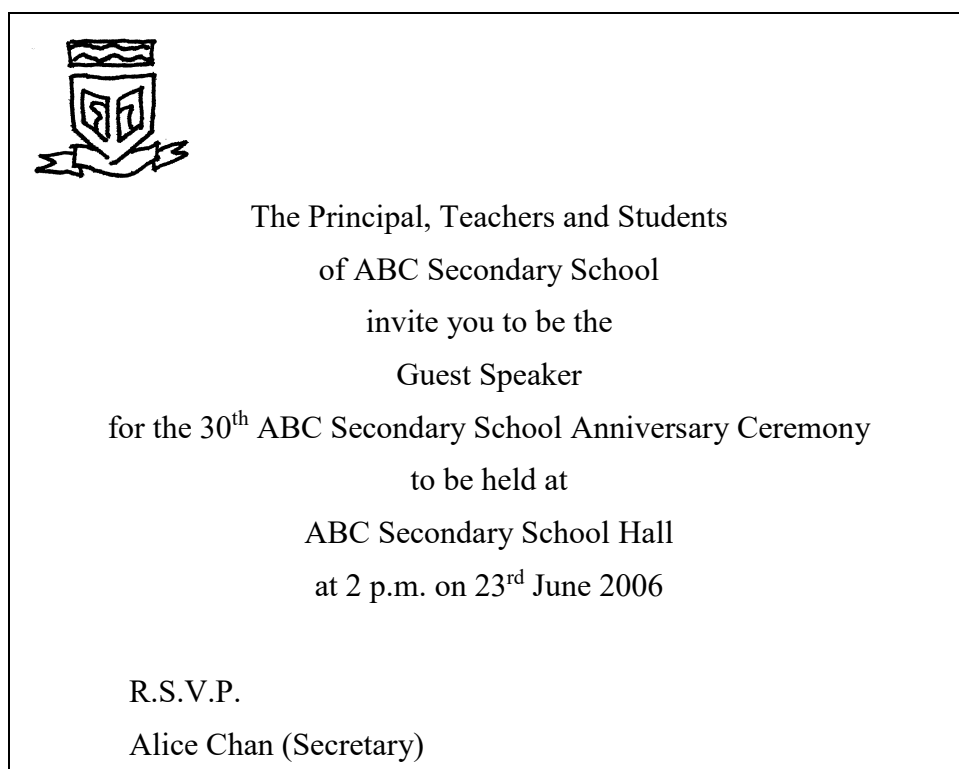 The Principal, Teachers and Students
of ABC Secondary School
invite you to be the
Guest Speaker
for the 30th ABC Secondary School Anniversary Ceremony
to be held at
ABC Secondary School Hall
at 2 p.m. on 23rd June 2006
R.S.V.P.
Alice Chan (Secretary)